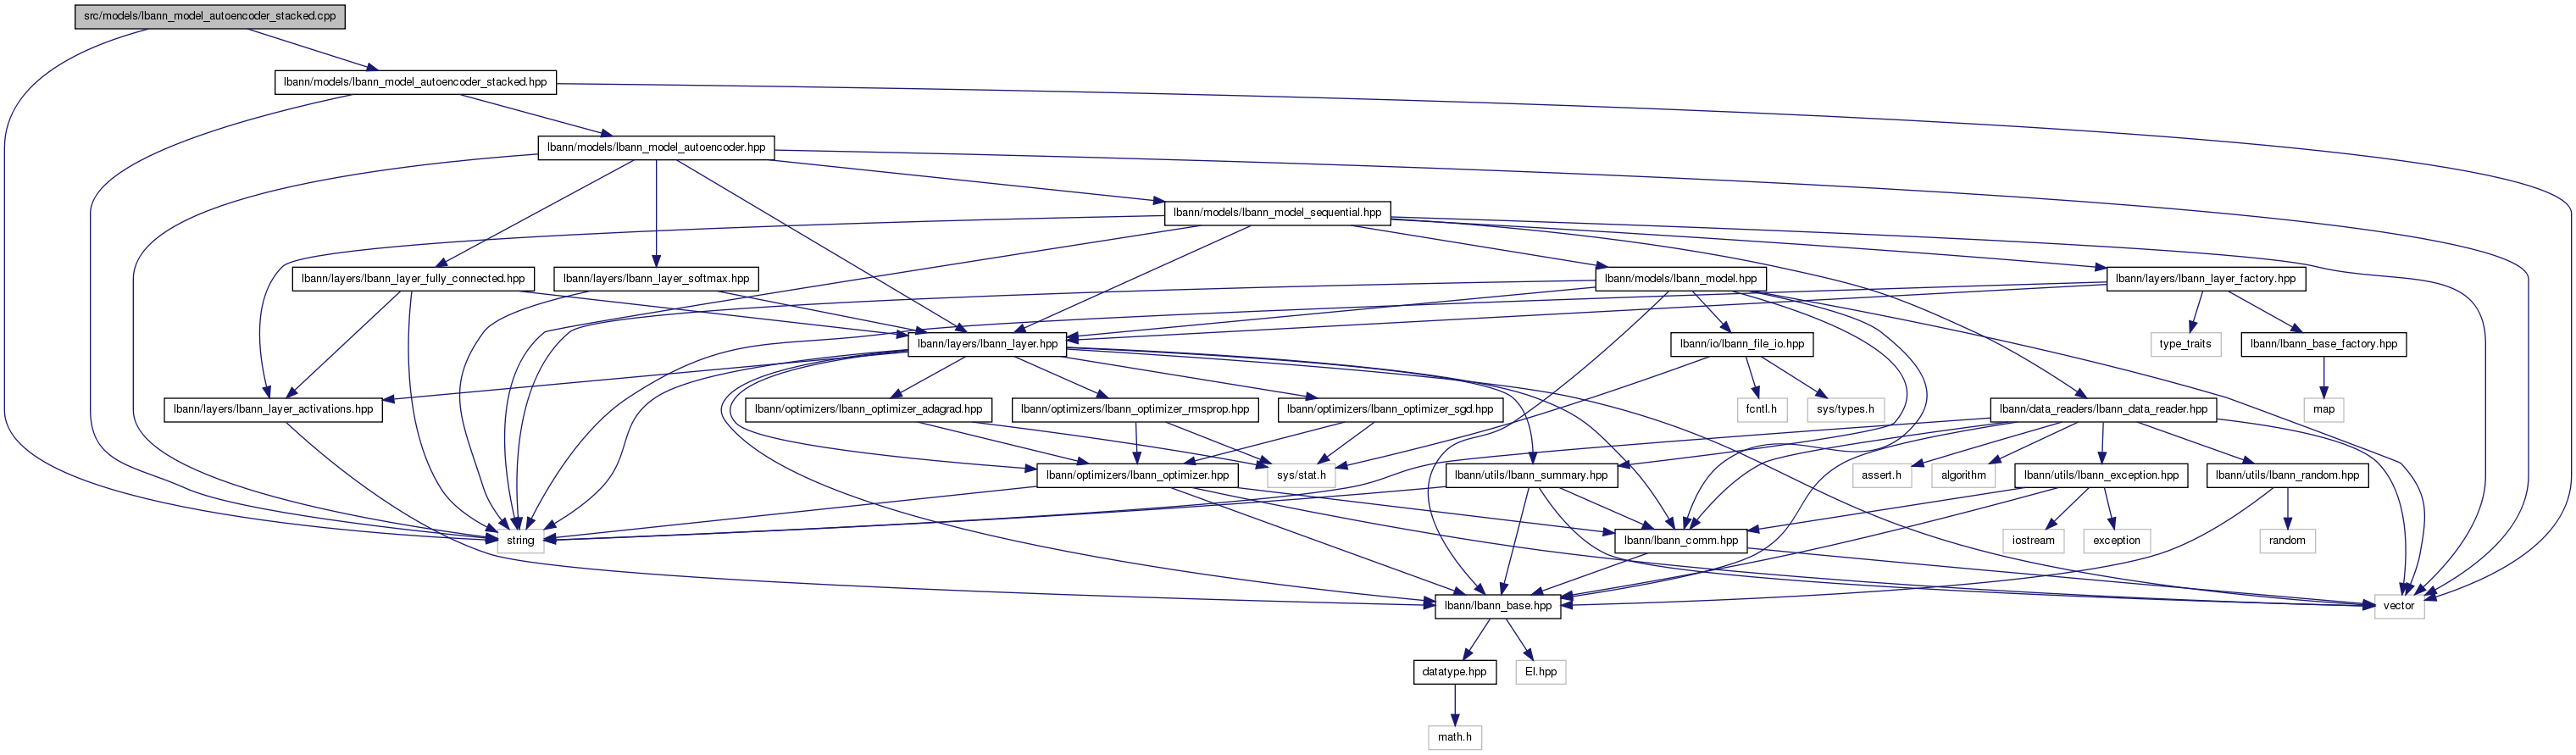 src/models/lbann_model_autoencoder_stacked.cpp
lbann/models/lbann_model_autoencoder_stacked.hpp
lbann/models/lbann_model_autoencoder.hpp
lbann/models/lbann_model_sequential.hpp
lbann/layers/lbann_layer_fully_connected.hpp
lbann/layers/lbann_layer_softmax.hpp
lbann/models/lbann_model.hpp
lbann/layers/lbann_layer_factory.hpp
lbann/layers/lbann_layer.hpp
lbann/io/lbann_file_io.hpp
type_traits
lbann/lbann_base_factory.hpp
lbann/layers/lbann_layer_activations.hpp
lbann/optimizers/lbann_optimizer_adagrad.hpp
lbann/optimizers/lbann_optimizer_rmsprop.hpp
lbann/optimizers/lbann_optimizer_sgd.hpp
fcntl.h
sys/types.h
lbann/data_readers/lbann_data_reader.hpp
map
lbann/optimizers/lbann_optimizer.hpp
sys/stat.h
lbann/utils/lbann_summary.hpp
assert.h
algorithm
lbann/utils/lbann_exception.hpp
lbann/utils/lbann_random.hpp
string
lbann/lbann_comm.hpp
iostream
exception
random
lbann/lbann_base.hpp
vector
datatype.hpp
El.hpp
math.h